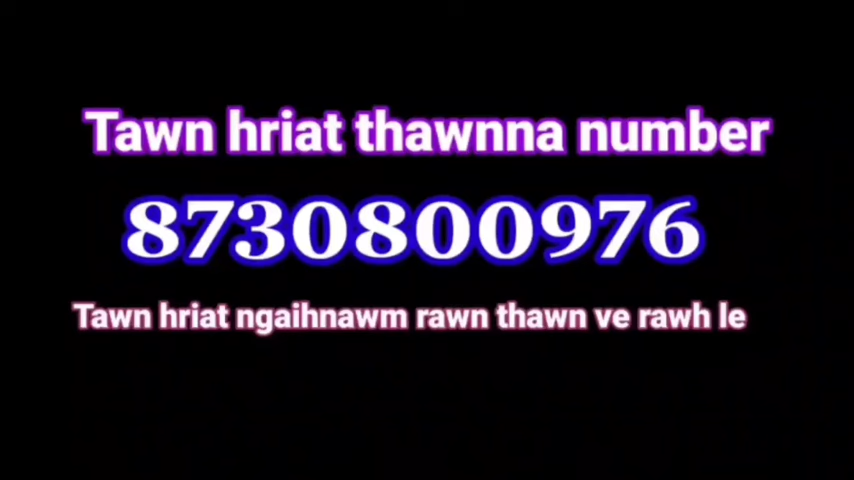 Tawn hriat thawnna number
8730800976
Tawn hriat ngaihnawm rawn thawn ve rawh le